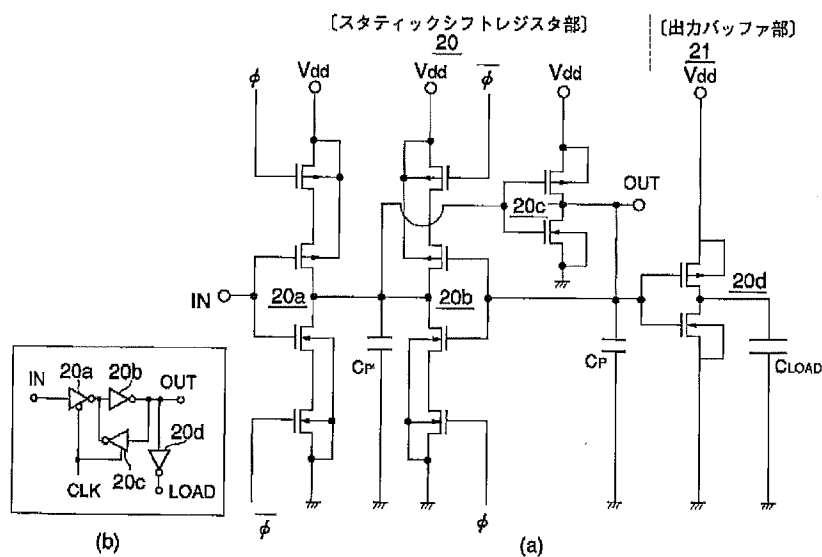 〔スタティックシフトレジスタ部〕 〔出力バッファ部〕
20 21
ϕ Vdd Vdd ϕ̅ Vdd Vdd
OUT
20c
IN 20a 20b 20d
CP' CP CLOAD
ϕ̅ ϕ
(a)
20a 20b
IN OUT
20d
CLK 20c LOAD
(b)